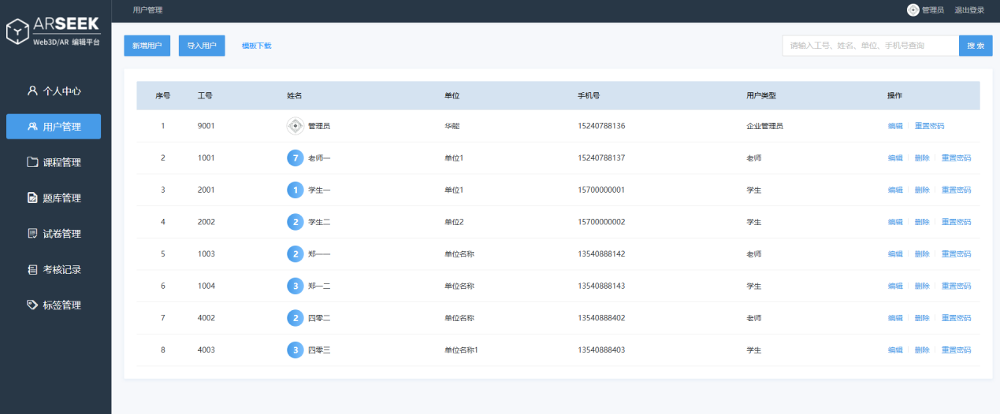 ARSEEK
Web3D/AR 编辑平台
个人中心
用户管理
课程管理
题库管理
试卷管理
考核记录
标签管理
用户管理 管理员 退出登录
新增用户 导入用户 模板下载 请输入工号、姓名、单位、手机号查询 搜 索
序号 工号 姓名 单位 手机号 用户类型 操作
1 9001 管理员 华能 15240788136 企业管理员 编辑 重置密码
2 1001 7 老师一 单位1 15240788137 老师 编辑 删除 重置密码
3 2001 1 学生一 单位1 15700000001 学生 编辑 删除 重置密码
4 2002 2 学生二 单位2 15700000002 学生 编辑 删除 重置密码
5 1003 2 郑一一 单位名称 13540888142 老师 编辑 删除 重置密码
6 1004 3 郑一二 单位名称 13540888143 学生 编辑 删除 重置密码
7 4002 2 四零二 单位名称 13540888402 老师 编辑 删除 重置密码
8 4003 3 四零三 单位名称1 13540888403 学生 编辑 删除 重置密码